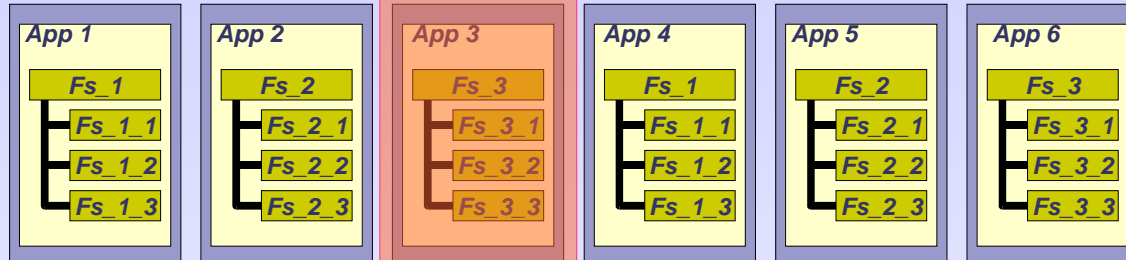 App 1
Fs_1
Fs_1_1
Fs_1_2
Fs_1_3
App 2
Fs_2
Fs_2_1
Fs_2_2
Fs_2_3
App 3
Fs_3
Fs_3_1
Fs_3_2
Fs_3_3
App 4
Fs_1
Fs_1_1
Fs_1_2
Fs_1_3
App 5
Fs_2
Fs_2_1
Fs_2_2
Fs_2_3
App 6
Fs_3
Fs_3_1
Fs_3_2
Fs_3_3